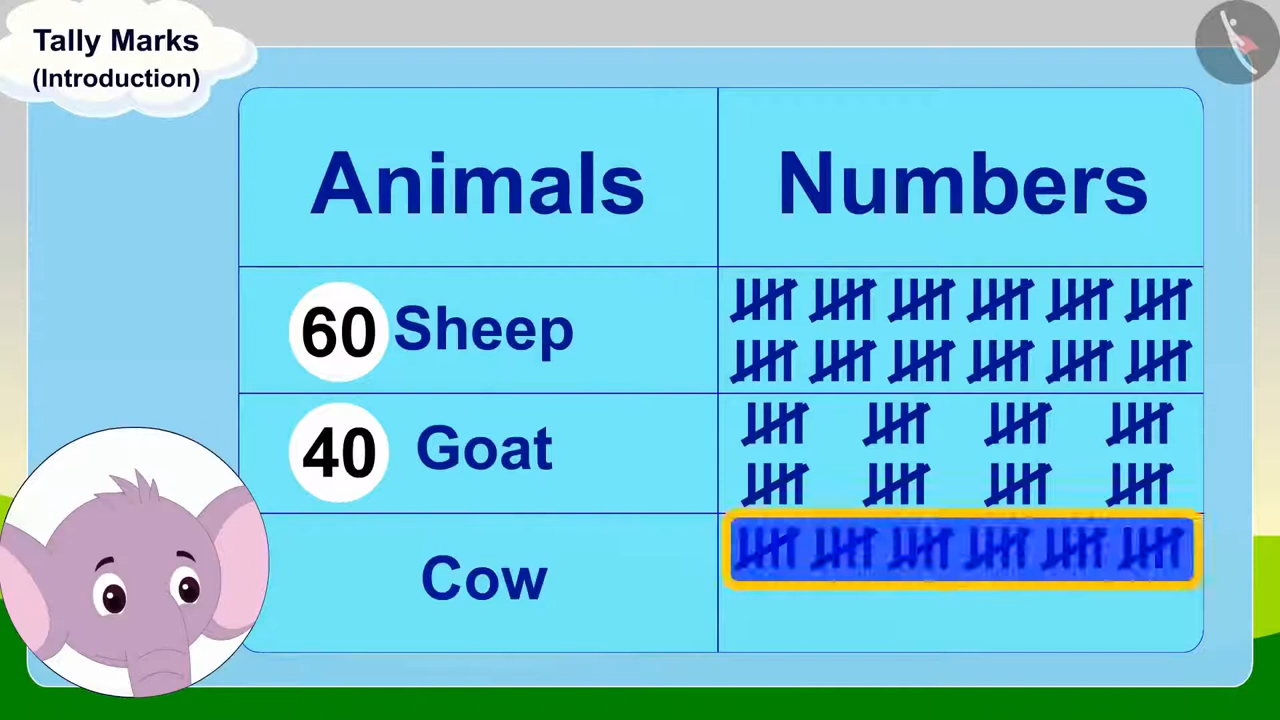 Tally Marks
(Introduction)
Animals Numbers
60 Sheep
40 Goat
Cow